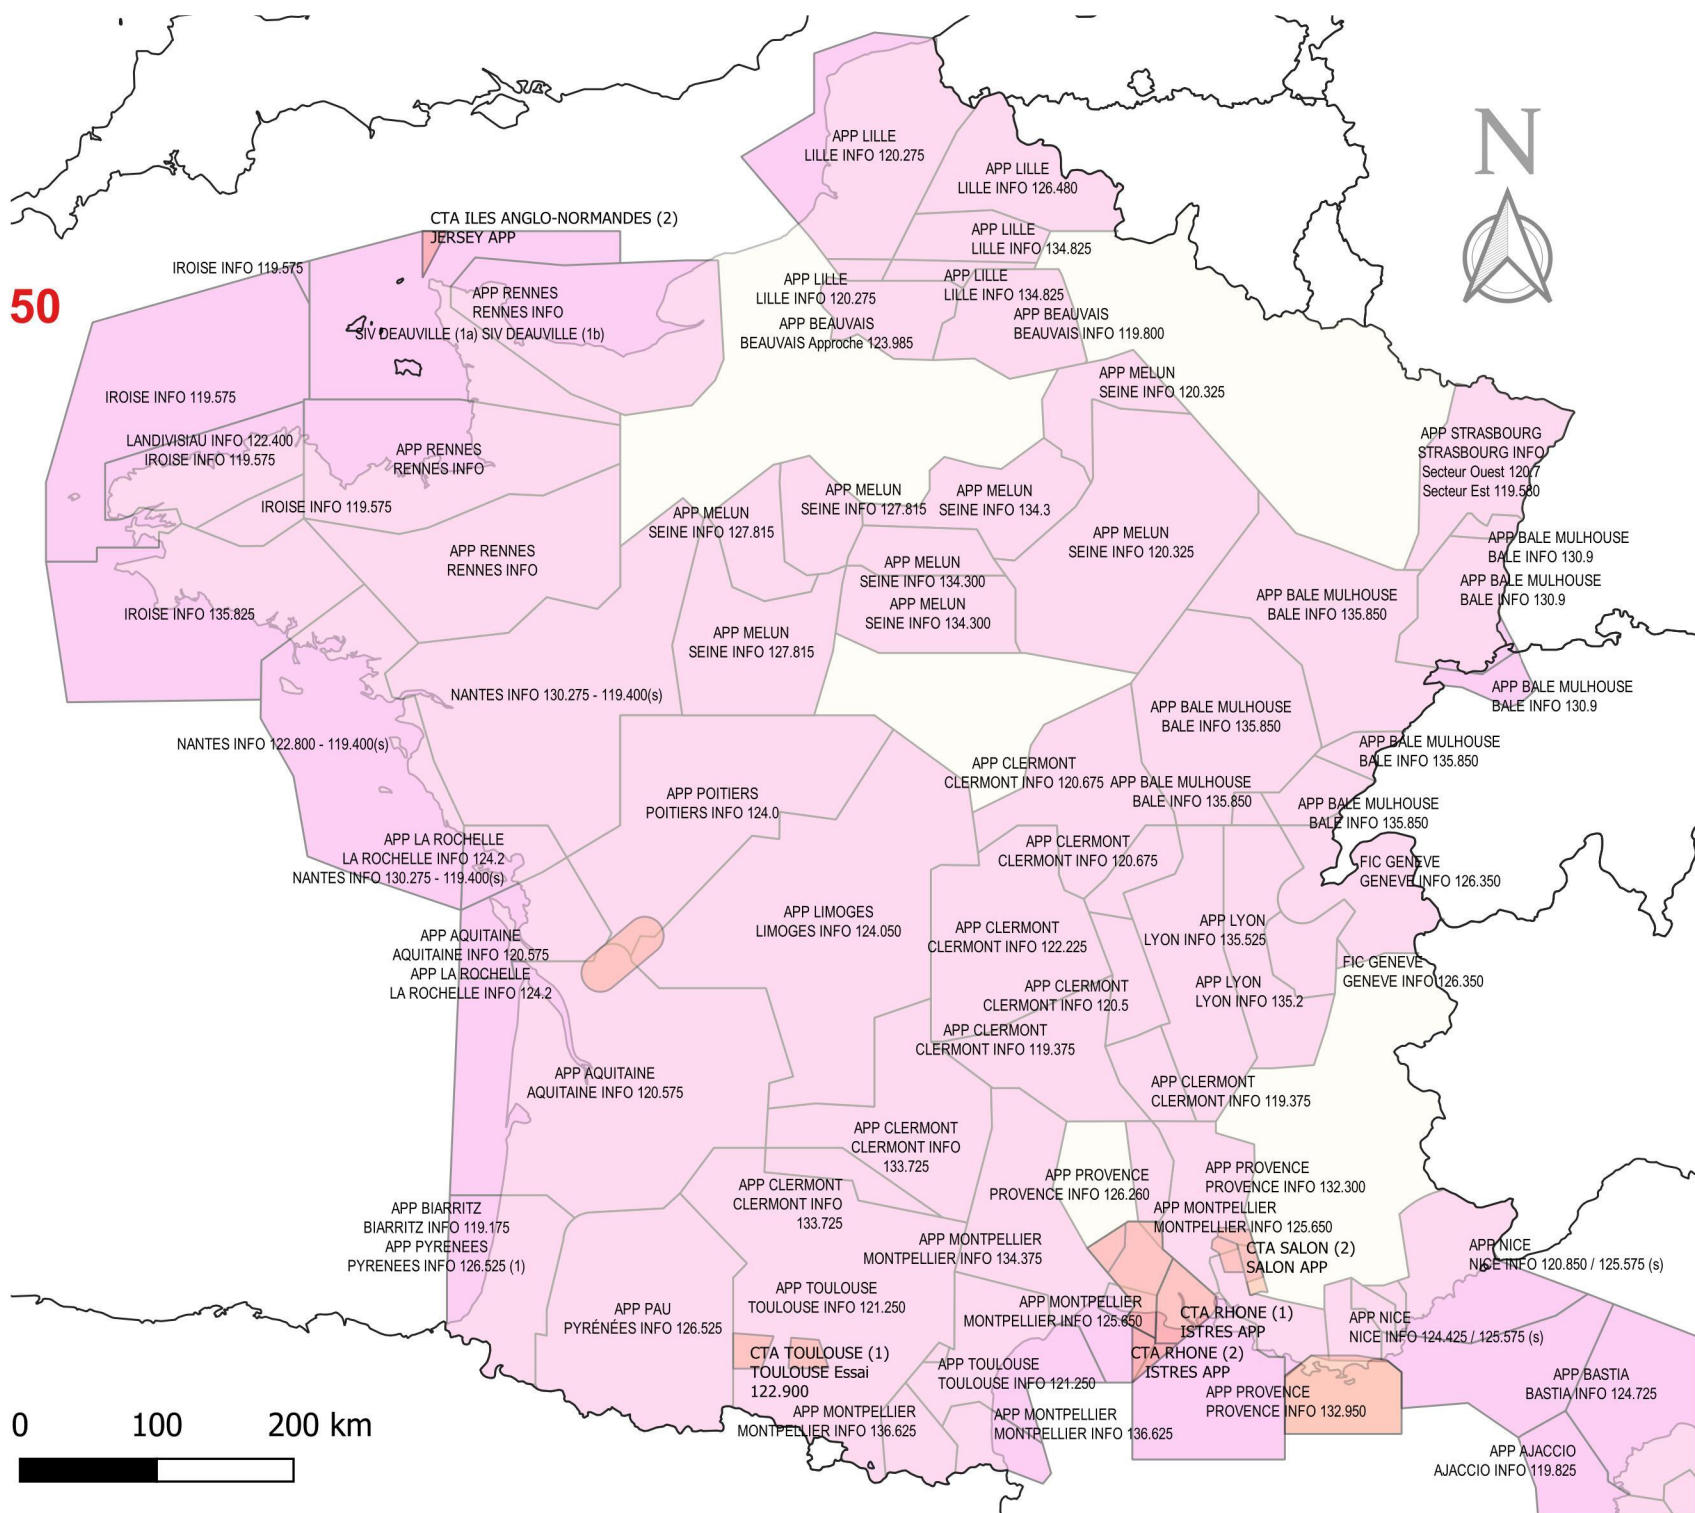 N
50
APP LILLE
LILLE INFO 120.275
APP LILLE
LILLE INFO 126.480
CTA ILES ANGLO-NORMANDES (2)
JERSEY APP
APP LILLE
LILLE INFO 134.825
IROISE INFO 119.575
APP LILLE
LILLE INFO 120.275
APP LILLE
LILLE INFO 134.825
APP RENNES
RENNES INFO
SIV DEAUVILLE (1a) SIV DEAUVILLE (1b)
APP BEAUVAIS
BEAUVAIS Approche 123.985
APP BEAUVAIS
BEAUVAIS INFO 119.800
APP MELUN
SEINE INFO 120.325
IROISE INFO 119.575
LANDIVISIAU INFO 122.400
IROISE INFO 119.575
APP RENNES
RENNES INFO
APP STRASBOURG
STRASBOURG INFO
Secteur Ouest 120.7
Secteur Est 119.580
IROISE INFO 119.575
APP MELUN
SEINE INFO 127.815
APP MELUN
SEINE INFO 127.815
APP MELUN
SEINE INFO 134.3
APP MELUN
SEINE INFO 120.325
APP BALE MULHOUSE
BALE INFO 130.9
APP RENNES
RENNES INFO
APP MELUN
SEINE INFO 134.300
APP BALE MULHOUSE
BALE INFO 130.9
APP MELUN
SEINE INFO 134.300
APP BALE MULHOUSE
BALE INFO 135.850
IROISE INFO 135.825
APP MELUN
SEINE INFO 127.815
NANTES INFO 130.275 - 119.400(s)
APP BALE MULHOUSE
BALE INFO 130.9
APP BALE MULHOUSE
BALE INFO 135.850
NANTES INFO 122.800 - 119.400(s)
APP BALE MULHOUSE
BALE INFO 135.850
APP CLERMONT
CLERMONT INFO 120.675
APP BALE MULHOUSE
BALE INFO 135.850
APP POITIERS
POITIERS INFO 124.0
APP BALE MULHOUSE
BALE INFO 135.850
APP LA ROCHELLE
LA ROCHELLE INFO 124.2
NANTES INFO 130.275 - 119.400(s)
APP CLERMONT
CLERMONT INFO 120.675
FIC GENEVE
GENEVE INFO 126.350
APP LIMOGES
LIMOGES INFO 124.050
APP CLERMONT
CLERMONT INFO 122.225
APP LYON
LYON INFO 135.525
APP AQUITAINE
AQUITAINE INFO 120.575
APP LA ROCHELLE
LA ROCHELLE INFO 124.2
FIC GENEVE
GENEVE INFO 126.350
APP CLERMONT
CLERMONT INFO 120.5
APP LYON
LYON INFO 135.2
APP CLERMONT
CLERMONT INFO 119.375
APP AQUITAINE
AQUITAINE INFO 120.575
APP CLERMONT
CLERMONT INFO 119.375
APP CLERMONT
CLERMONT INFO
133.725
APP PROVENCE
PROVENCE INFO 126.260
APP PROVENCE
PROVENCE INFO 132.300
APP CLERMONT
CLERMONT INFO
133.725
APP BIARRITZ
BIARRITZ INFO 119.175
APP PYRENEES
PYRENEES INFO 126.525 (1)
APP MONTPELLIER
MONTPELLIER INFO 125.650
APP MONTPELLIER
MONTPELLIER INFO 134.375
CTA SALON (2)
SALON APP
APP NICE
NICE INFO 120.850 / 125.575 (s)
APP TOULOUSE
TOULOUSE INFO 121.250
APP PAU
PYRÉNÉES INFO 126.525
APP MONTPELLIER
MONTPELLIER INFO 125.650
CTA RHONE (1)
ISTRES APP
APP NICE
NICE INFO 124.425 / 125.575 (s)
CTA TOULOUSE (1)
TOULOUSE Essai
122.900
CTA RHONE (2)
ISTRES APP
APP TOULOUSE
TOULOUSE INFO 121.250
APP BASTIA
BASTIA INFO 124.725
APP PROVENCE
PROVENCE INFO 132.950
APP MONTPELLIER
MONTPELLIER INFO 136.625
APP MONTPELLIER
MONTPELLIER INFO 136.625
APP AJACCIO
AJACCIO INFO 119.825
0 100 200 km